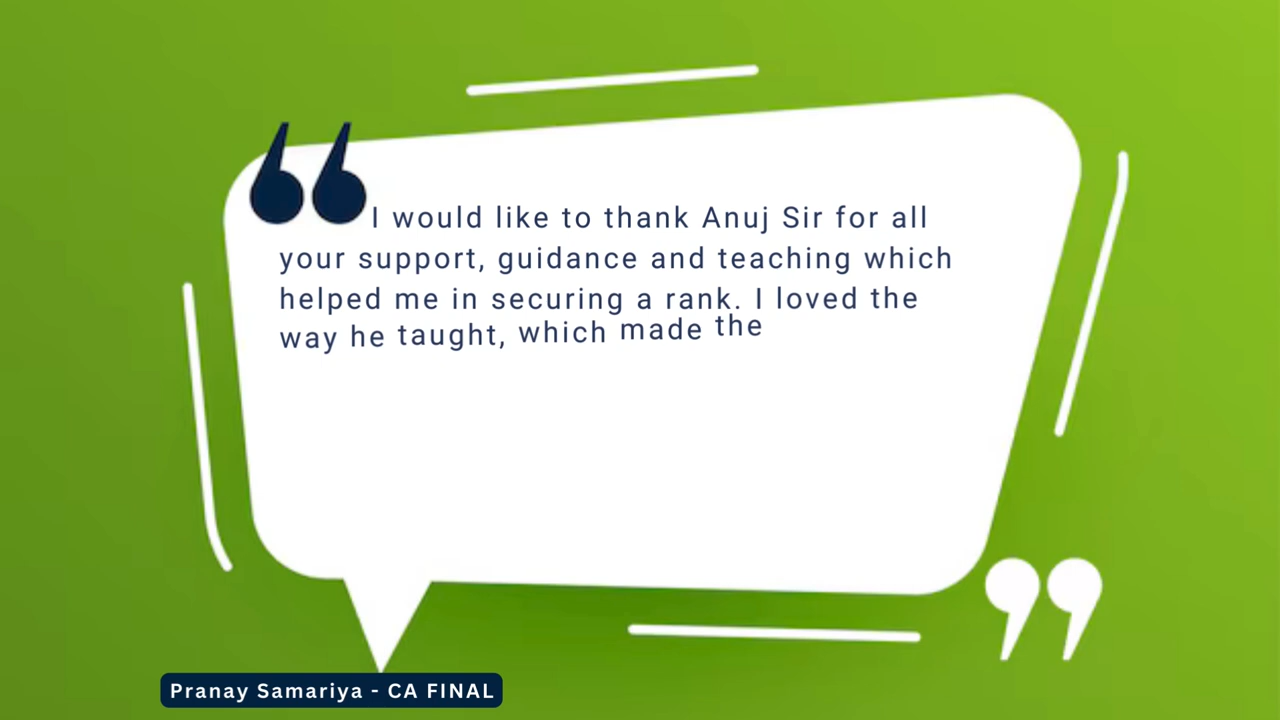 I would like to thank Anuj Sir for all
your support, guidance and teaching which
helped me in securing a rank. I loved the
way he taught, which made the
Pranay Samariya - CA FINAL